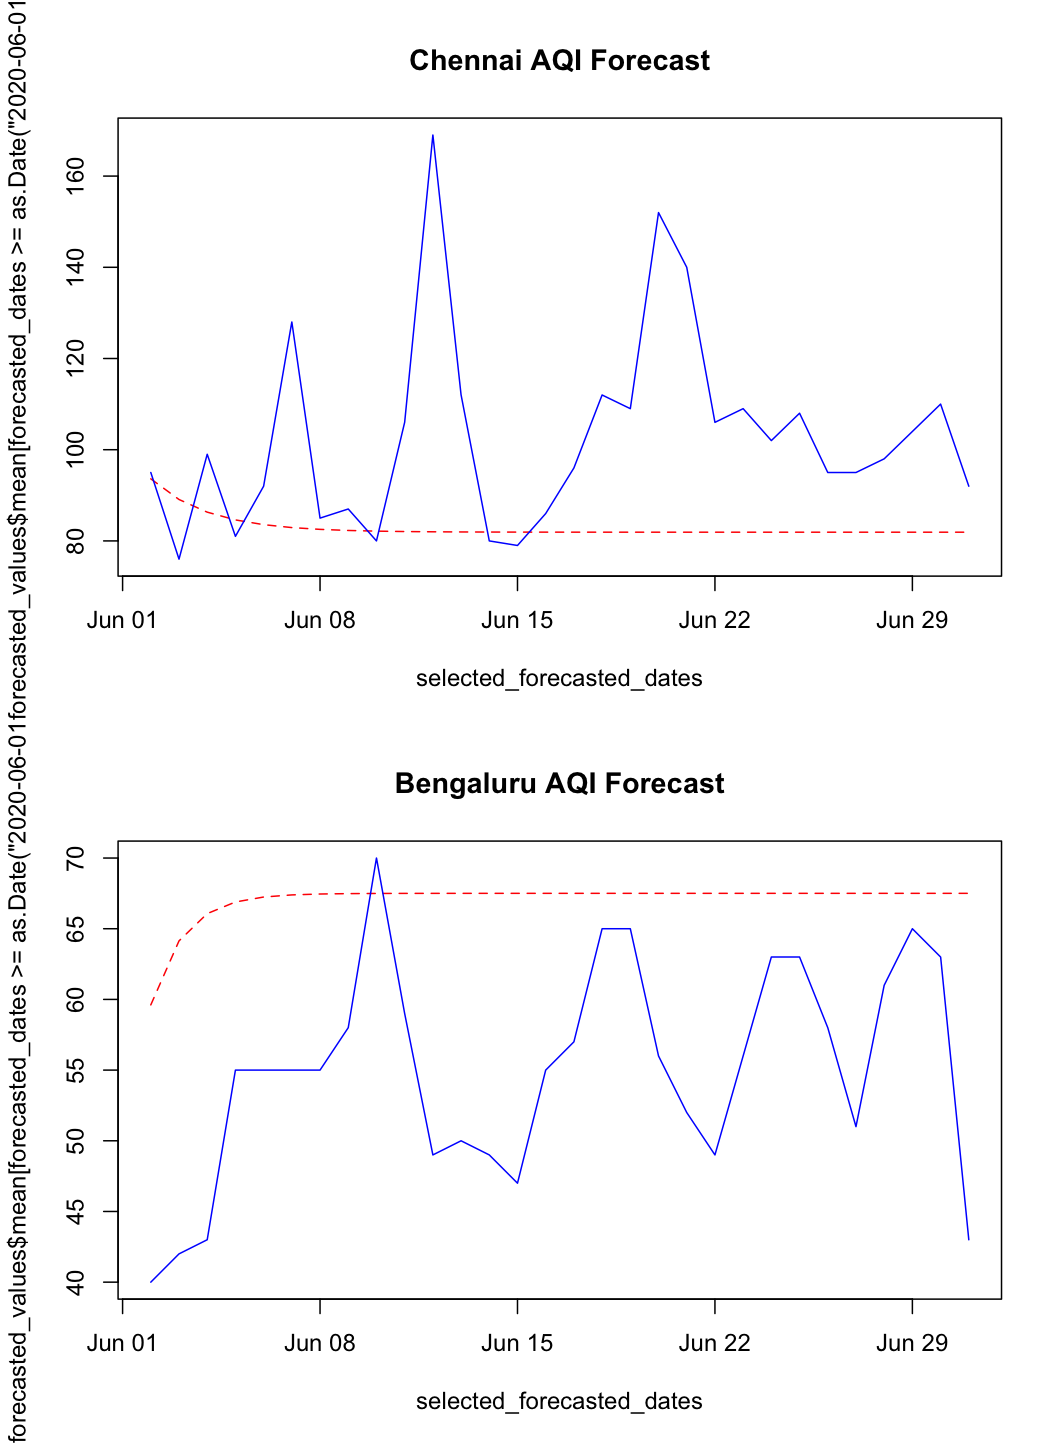 Chennai AQI Forecast
forecasted_values$mean[forecasted_dates >= as.Date("2020-06-01
160
140
120
100
80
Jun 01 Jun 08 Jun 15 Jun 22 Jun 29
selected_forecasted_dates
Bengaluru AQI Forecast
forecasted_values$mean[forecasted_dates >= as.Date("2020-06-01
70
65
60
55
50
45
40
Jun 01 Jun 08 Jun 15 Jun 22 Jun 29
selected_forecasted_dates